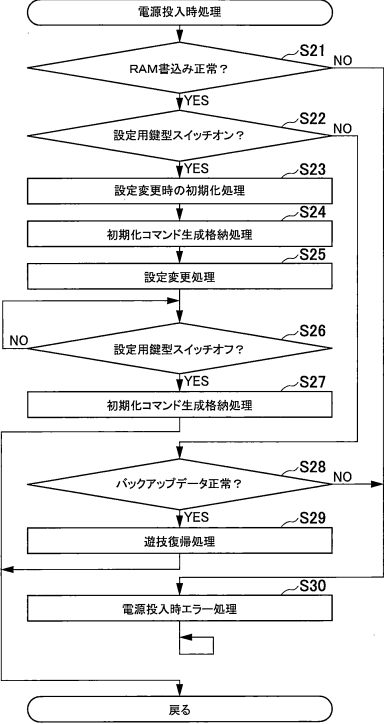 電源投入時処理
S21
RAM書込み正常？
NO
YES
S22
設定用鍵型スイッチオン？
NO
YES
S23
設定変更時の初期化処理
S24
初期化コマンド生成格納処理
S25
設定変更処理
S26
設定用鍵型スイッチオフ？
NO
YES
S27
初期化コマンド生成格納処理
S28
バックアップデータ正常？
NO
YES
S29
遊技復帰処理
S30
電源投入時エラー処理
戻る